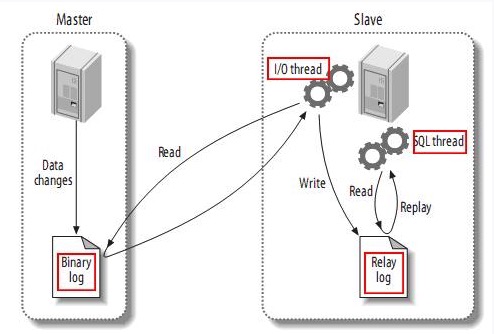 Master
Slave
I/O thread
SQL thread
Read
Data
changes
Write
Read
Replay
Binary
log
Relay
log